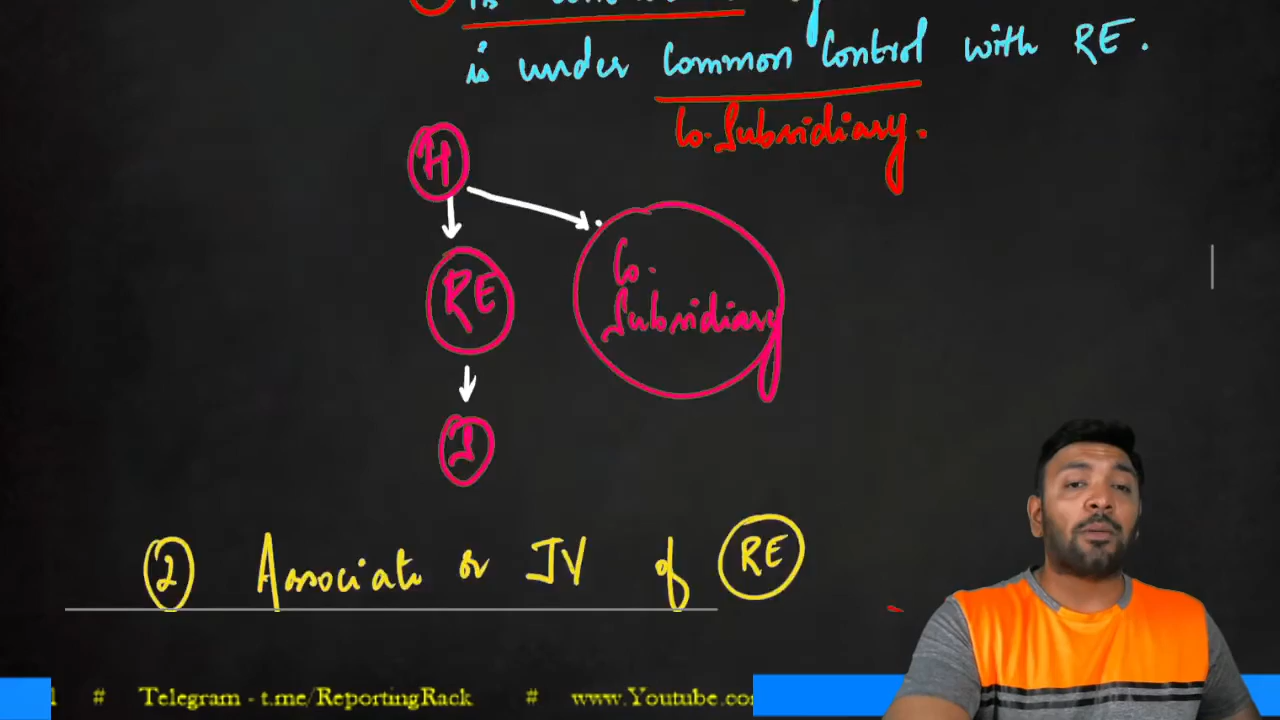 is under Common Control with RE.
Co. Subsidiary.
H
RE
Co.
Subsidiary
② Associate or JV of RE
# Telegram - t.me/ReportingRack # www.Youtube.co